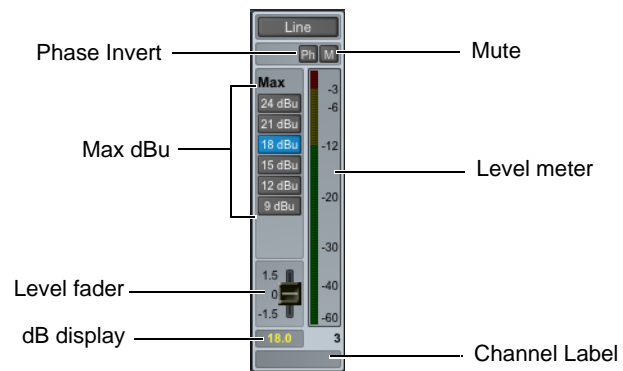 Line
Phase Invert
Ph M
Mute
Max
24 dBu
21 dBu
18 dBu
15 dBu
12 dBu
9 dBu
Max dBu
-3
-6
-12
-20
-30
-40
-60
Level meter
1.5
0
-1.5
Level fader
dB display
18.0
3
Channel Label